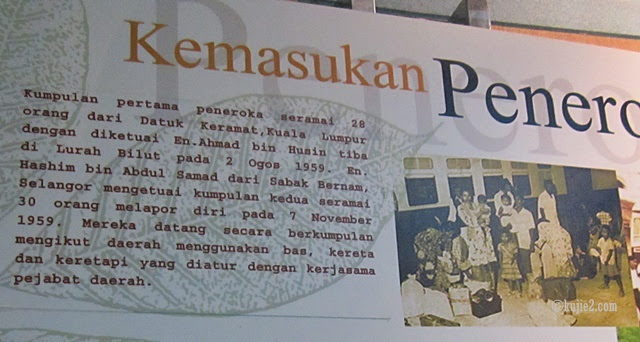 Kemasukan Penero
Kumpulan pertama peneroka seramai 28
orang dari Datuk Keramat,Kuala Lumpur
dengan diketuai En.Ahmad bin Husin tiba
di Lurah Bilut pada 2 Ogos 1959. En.
Hashim bin Abdul Samad dari Sabak Bernam,
Selangor mengetuai kumpulan kedua seramai
30 orang melapor diri pada 7 November
1959. Mereka datang secara berkumpulan
mengikut daerah menggunakan bas, kereta
dan keretapi yang diatur dengan kerjasama
pejabat daerah.
@kujie2.com